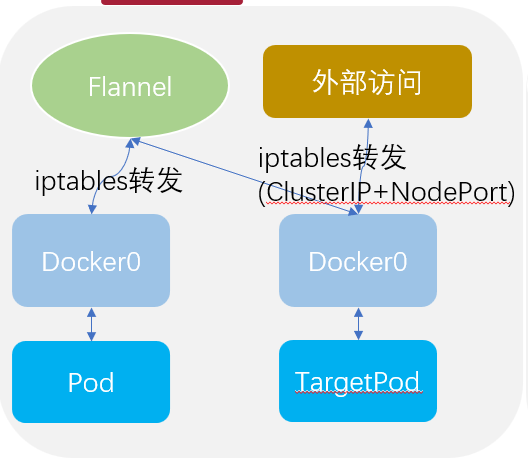 Flannel
外部访问
iptables转发
iptables转发
(ClusterIP+NodePort)
Docker0
Docker0
Pod
TargetPod